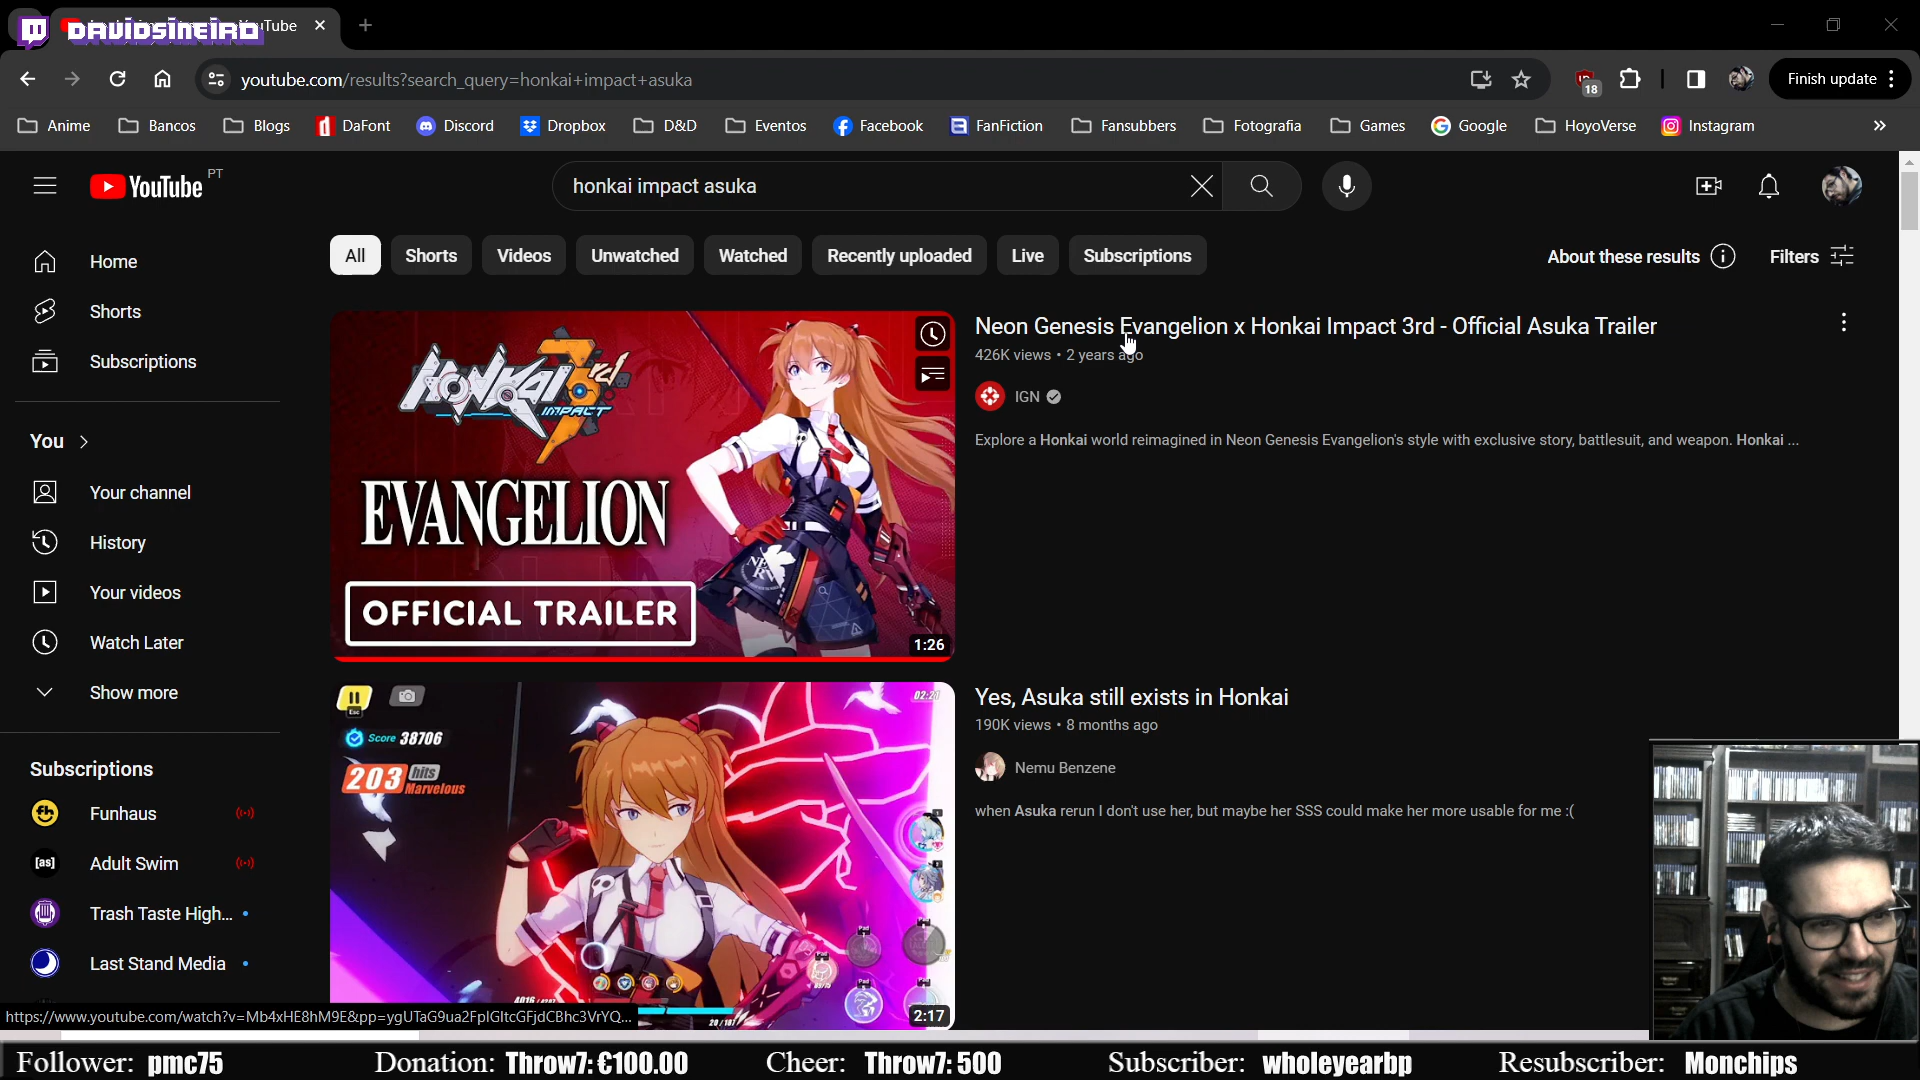 DAVIDSINEIRO
uTube
youtube.com/results?search_query=honkai+impact+asuka
18
Finish update
Anime
Bancos
Blogs
DaFont
Discord
Dropbox
D&D
Eventos
Facebook
FanFiction
Fansubbers
Fotografia
Games
Google
HoyoVerse
Instagram
YouTube PT
honkai impact asuka
Home
Shorts
Subscriptions
You
Your channel
History
Your videos
Watch Later
Show more
Subscriptions
Funhaus
Adult Swim
Trash Taste High...
Last Stand Media
All
Shorts
Videos
Unwatched
Watched
Recently uploaded
Live
Subscriptions
About these results
Filters
HONKAI 3rd
IMPACT
EVANGELION
OFFICIAL TRAILER
NERV
1:26
Neon Genesis Evangelion x Honkai Impact 3rd - Official Asuka Trailer
426K views • 2 years ago
IGN
Explore a Honkai world reimagined in Neon Genesis Evangelion's style with exclusive story, battlesuit, and weapon. Honkai ...
Esc
Score 38706
203 hits
Marvelous
2:17
Yes, Asuka still exists in Honkai
190K views • 8 months ago
Nemu Benzene
when Asuka rerun I don't use her, but maybe her SSS could make her more usable for me :(
https://www.youtube.com/watch?v=Mb4xHE8hM9E&pp=ygUTaG9ua2FpIGltcGFjdCBhc3VrYQ...
Follower: pmc75
Donation: Throw7: €100.00
Cheer: Throw7: 500
Subscriber: wholeyearbp
Resubscriber: Monchips